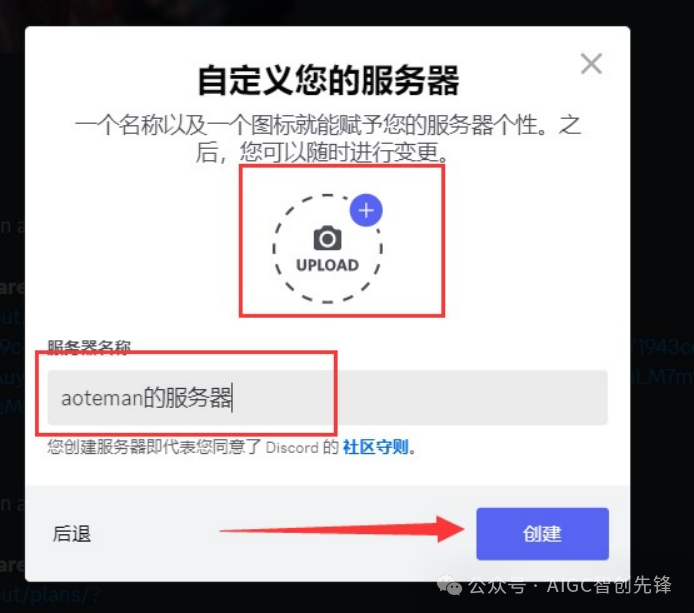 自定义您的服务器
一个名称以及一个图标就能赋予您的服务器个性。之
后，您可以随时进行变更。
UPLOAD
服务器名称
aoteman的服务器
您创建服务器即代表您同意了 Discord 的 社区守则。
后退
创建
公众号 · AIGC智创先锋
out/plans/?